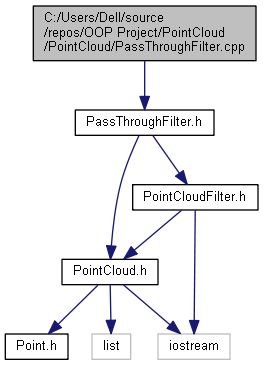 C:/Users/Dell/source
/repos/OOP Project/PointCloud
/PointCloud/PassThroughFilter.cpp
PassThroughFilter.h
PointCloudFilter.h
PointCloud.h
Point.h
list
iostream